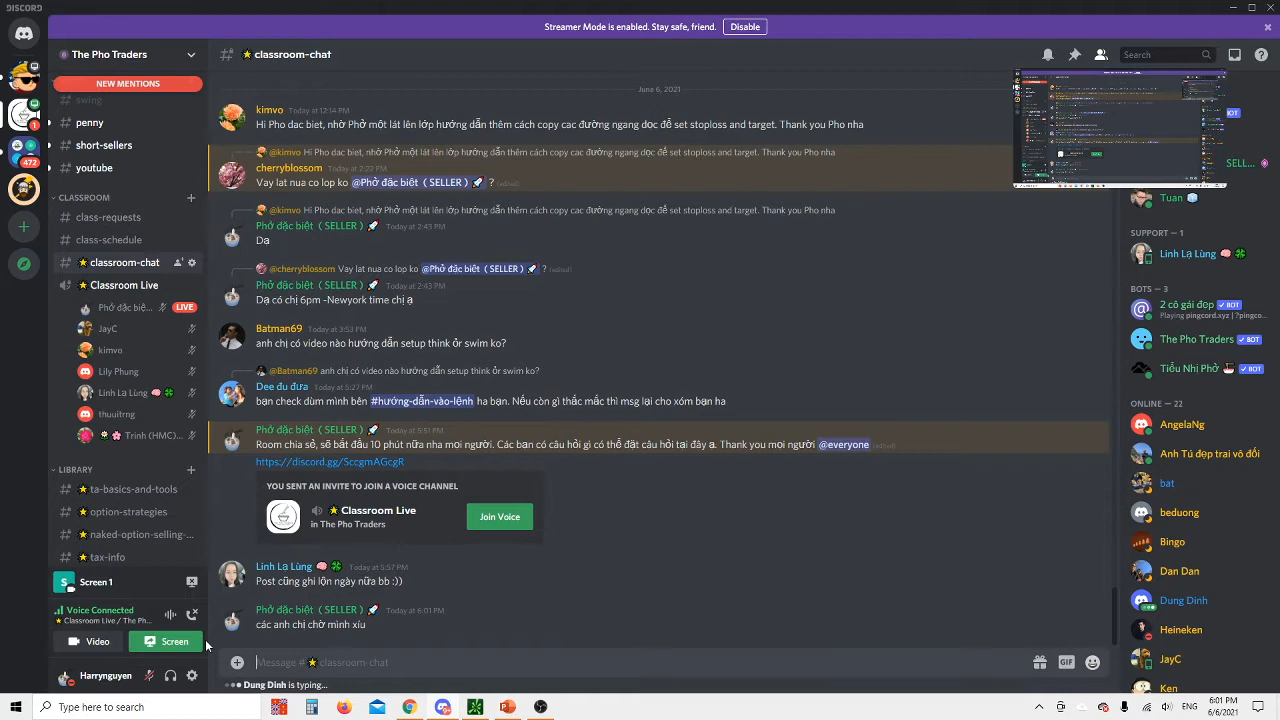 DISCORD
Streamer Mode is enabled. Stay safe, friend.
Disable
The Pho Traders
NEW MENTIONS
swing
penny
short-sellers
youtube
1
472
CLASSROOM
class-requests
class-schedule
classroom-chat
Classroom Live
Phở đặc biệ...
LIVE
JayC
kimvo
Lily Phung
Linh Lạ Lùng
thuuitrng
Trinh (HMC)...
LIBRARY
ta-basics-and-tools
option-strategies
naked-option-selling-...
tax-info
Screen 1
Voice Connected
Classroom Live / The Ph...
Video
Screen
Harrynguyen
classroom-chat
Search
June 6, 2021
kimvo Today at 12:14 PM
Hi Pho dac biet, nhờ Phở một lát lên lớp hướng dẫn thêm cách copy cac đường ngang dọc để set stoploss and target. Thank you Pho nha
@kimvo Hi Pho dac biet, nhờ Phở một lát lên lớp hướng dẫn thêm cách copy cac đường ngang dọc để set stoploss and target. Thank you Pho nha
cherryblossom Today at 2:22 PM
Vay lat nua co lop ko @Phở đặc biệt ( SELLER ) ? (edited)
@kimvo Hi Pho dac biet, nhờ Phở một lát lên lớp hướng dẫn thêm cách copy cac đường ngang dọc để set stoploss and target. Thank you Pho nha
Phở đặc biệt ( SELLER ) Today at 2:43 PM
Dạ
@cherryblossom Vay lat nua co lop ko @Phở đặc biệt ( SELLER ) ? (edited)
Phở đặc biệt ( SELLER ) Today at 2:43 PM
Dạ có chị 6pm -Newyork time chị ạ
Batman69 Today at 3:53 PM
anh chị có video nào hướng dẫn setup think ỏr swim ko?
@Batman69 anh chị có video nào hướng dẫn setup think ỏr swim ko?
Dee đu đưa Today at 5:27 PM
bạn check dùm mình bên #hướng-dẫn-vào-lệnh ha bạn. Nếu còn gì thắc mắc thì msg lại cho xóm bạn ha
Phở đặc biệt ( SELLER ) Today at 5:51 PM
Room chia sẻ, sẽ bắt đầu 10 phút nữa nha mọi người. Các bạn có câu hỏi gì có thể đặt câu hỏi tại đây ạ. Thank you mọi người @everyone (edited)
https://discord.gg/SccgmAGcgR
YOU SENT AN INVITE TO JOIN A VOICE CHANNEL
Classroom Live
in The Pho Traders
Join Voice
Linh Lạ Lùng Today at 5:57 PM
Post cũng ghi lộn ngày nữa bb :))
Phở đặc biệt ( SELLER ) Today at 6:01 PM
các anh chị chờ mình xíu
Message # classroom-chat
GIF
Dung Dinh is typing...
BOT
SELL...
Tuan
SUPPORT — 1
Linh Lạ Lùng
BOTS — 3
2 cô gái đẹp BOT
Playing pingcord.xyz | ?pingco...
The Pho Traders BOT
Tiểu Nhị Phở BOT
ONLINE — 22
AngelaNg
Anh Tú đẹp trai vô đối
bat
beduong
Bingo
Dan Dan
Dung Dinh
Heineken
JayC
Ken
Type here to search
6:01 PM
6/6/2021